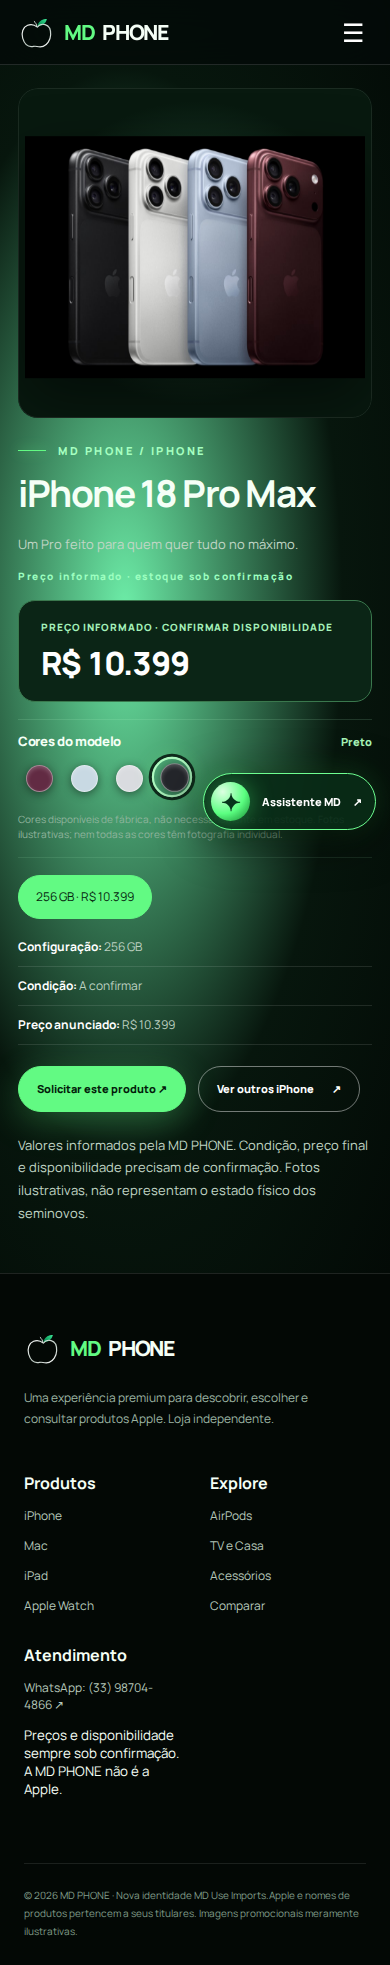 MD PHONE
☰
MD PHONE / IPHONE
iPhone 18 Pro Max
Um Pro feito para quem quer tudo no máximo.
Preço informado · estoque sob confirmação
PREÇO INFORMADO · CONFIRMAR DISPONIBILIDADE
R$ 10.399
Cores do modelo Preto
Assistente MD ↗
Cores disponíveis de fábrica, não
ilustrativas; nem todas as cores têm fotografia individual.
256 GB · R$ 10.399
Configuração: 256 GB
Condição: A confirmar
Preço anunciado: R$ 10.399
Solicitar este produto ↗ Ver outros iPhone ↗
Valores informados pela MD PHONE. Condição, preço final
e disponibilidade precisam de confirmação. Fotos
ilustrativas, não representam o estado físico dos
seminovos.
MD PHONE
Uma experiência premium para descobrir, escolher e
consultar produtos Apple. Loja independente.
Produtos
iPhone
Mac
iPad
Apple Watch
Explore
AirPods
TV e Casa
Acessórios
Comparar
Atendimento
WhatsApp: (33) 98704-
4866 ↗
Preços e disponibilidade
sempre sob confirmação.
A MD PHONE não é a
Apple.
© 2026 MD PHONE · Nova identidade MD Use Imports.Apple e nomes de
produtos pertencem a seus titulares. Imagens promocionais meramente
ilustrativas.